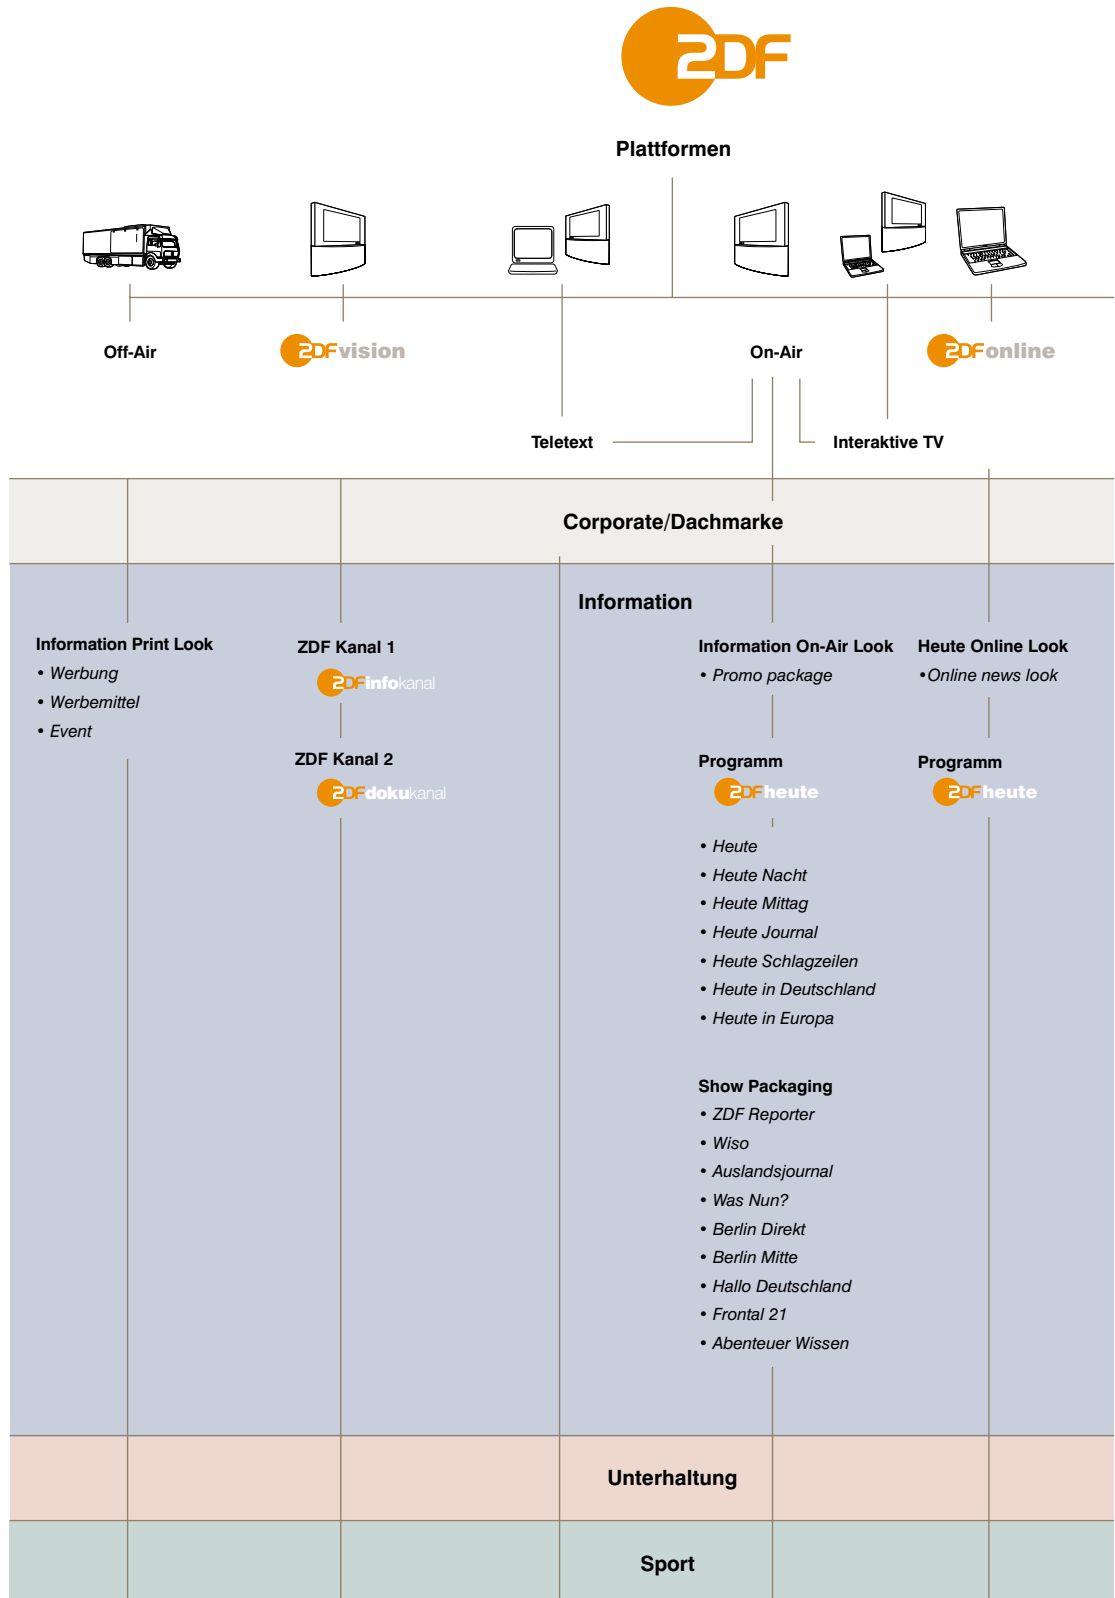 ZDF
Plattformen
Off-Air
ZDFvision
On-Air
ZDFonline
Teletext
Interaktive TV
Corporate/Dachmarke
Information
Information Print Look
• Werbung
• Werbemittel
• Event
ZDF Kanal 1
ZDFinfokanal
ZDF Kanal 2
ZDFdokukanal
Information On-Air Look
• Promo package
Programm
ZDFheute
• Heute
• Heute Nacht
• Heute Mittag
• Heute Journal
• Heute Schlagzeilen
• Heute in Deutschland
• Heute in Europa
Show Packaging
• ZDF Reporter
• Wiso
• Auslandsjournal
• Was Nun?
• Berlin Direkt
• Berlin Mitte
• Hallo Deutschland
• Frontal 21
• Abenteuer Wissen
Heute Online Look
•Online news look
Programm
ZDFheute
Unterhaltung
Sport